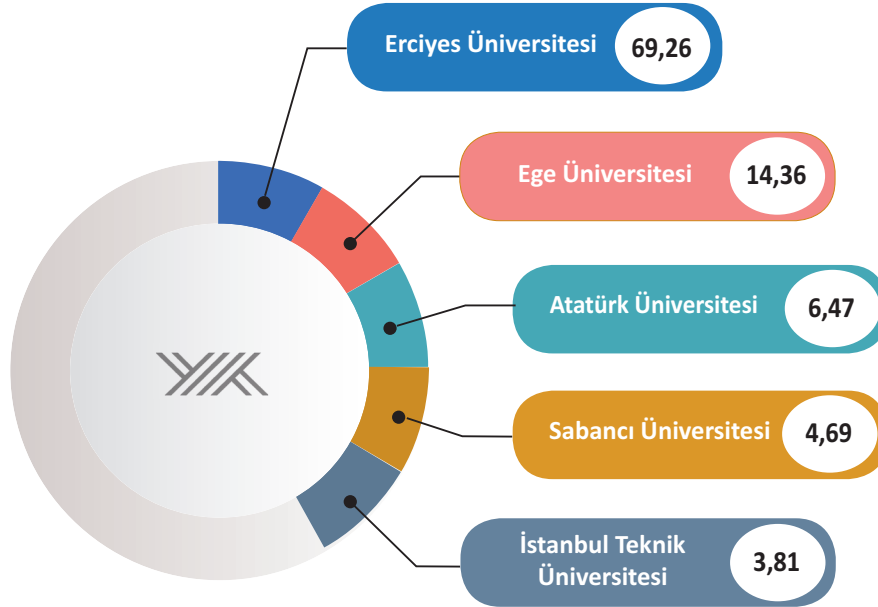 Erciyes Üniversitesi 69,26
Ege Üniversitesi 14,36
Atatürk Üniversitesi 6,47
Sabancı Üniversitesi 4,69
İstanbul Teknik
Üniversitesi 3,81